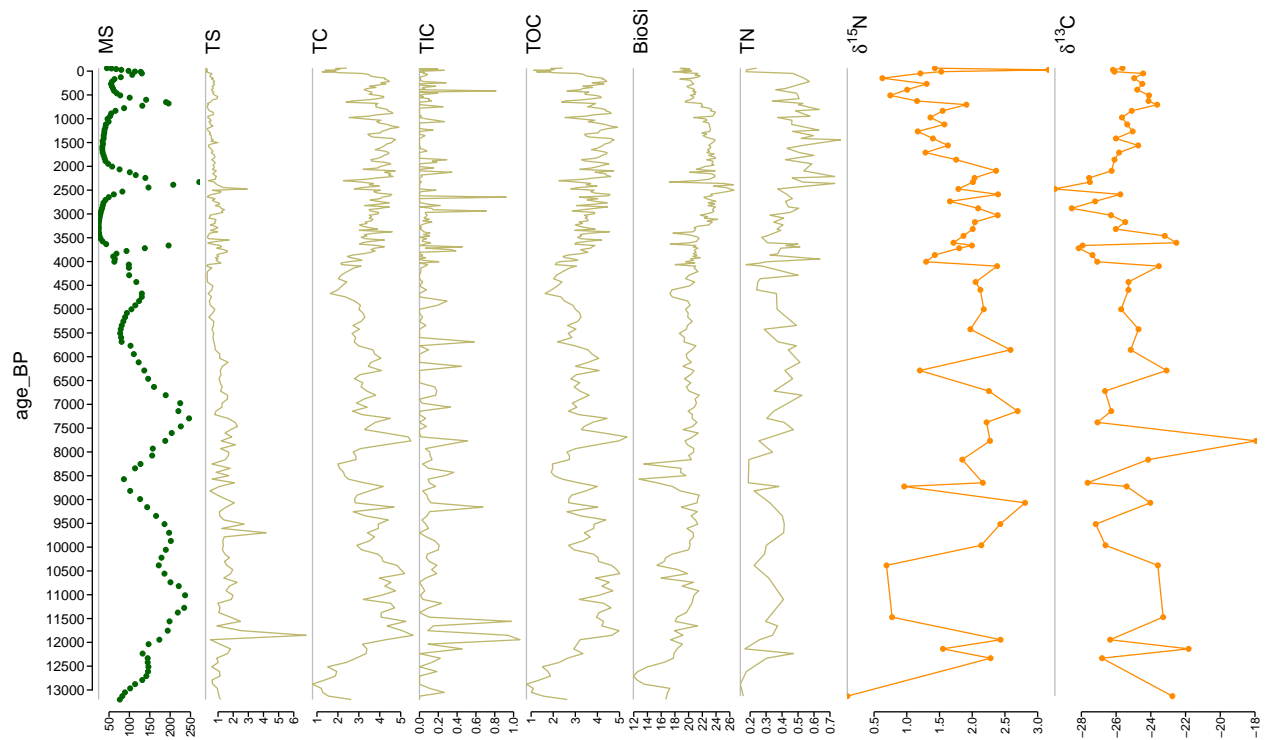 MS
TS
TC
TIC
TOC
BioSi
TN
δ15N
δ13C
age_BP
0
500
1000
1500
2000
2500
3000
3500
4000
4500
5000
5500
6000
6500
7000
7500
8000
8500
9000
9500
10000
10500
11000
11500
12000
12500
13000
50 100 150 200 250
1 2 3 4 5 6
1 2 3 4 5
0.0 0.2 0.4 0.6 0.8 1.0
1 2 3 4 5
12 14 16 18 20 22 24 26
0.2 0.3 0.4 0.5 0.6 0.7
0.5 1.0 1.5 2.0 2.5 3.0
−28 −26 −24 −22 −20 −18